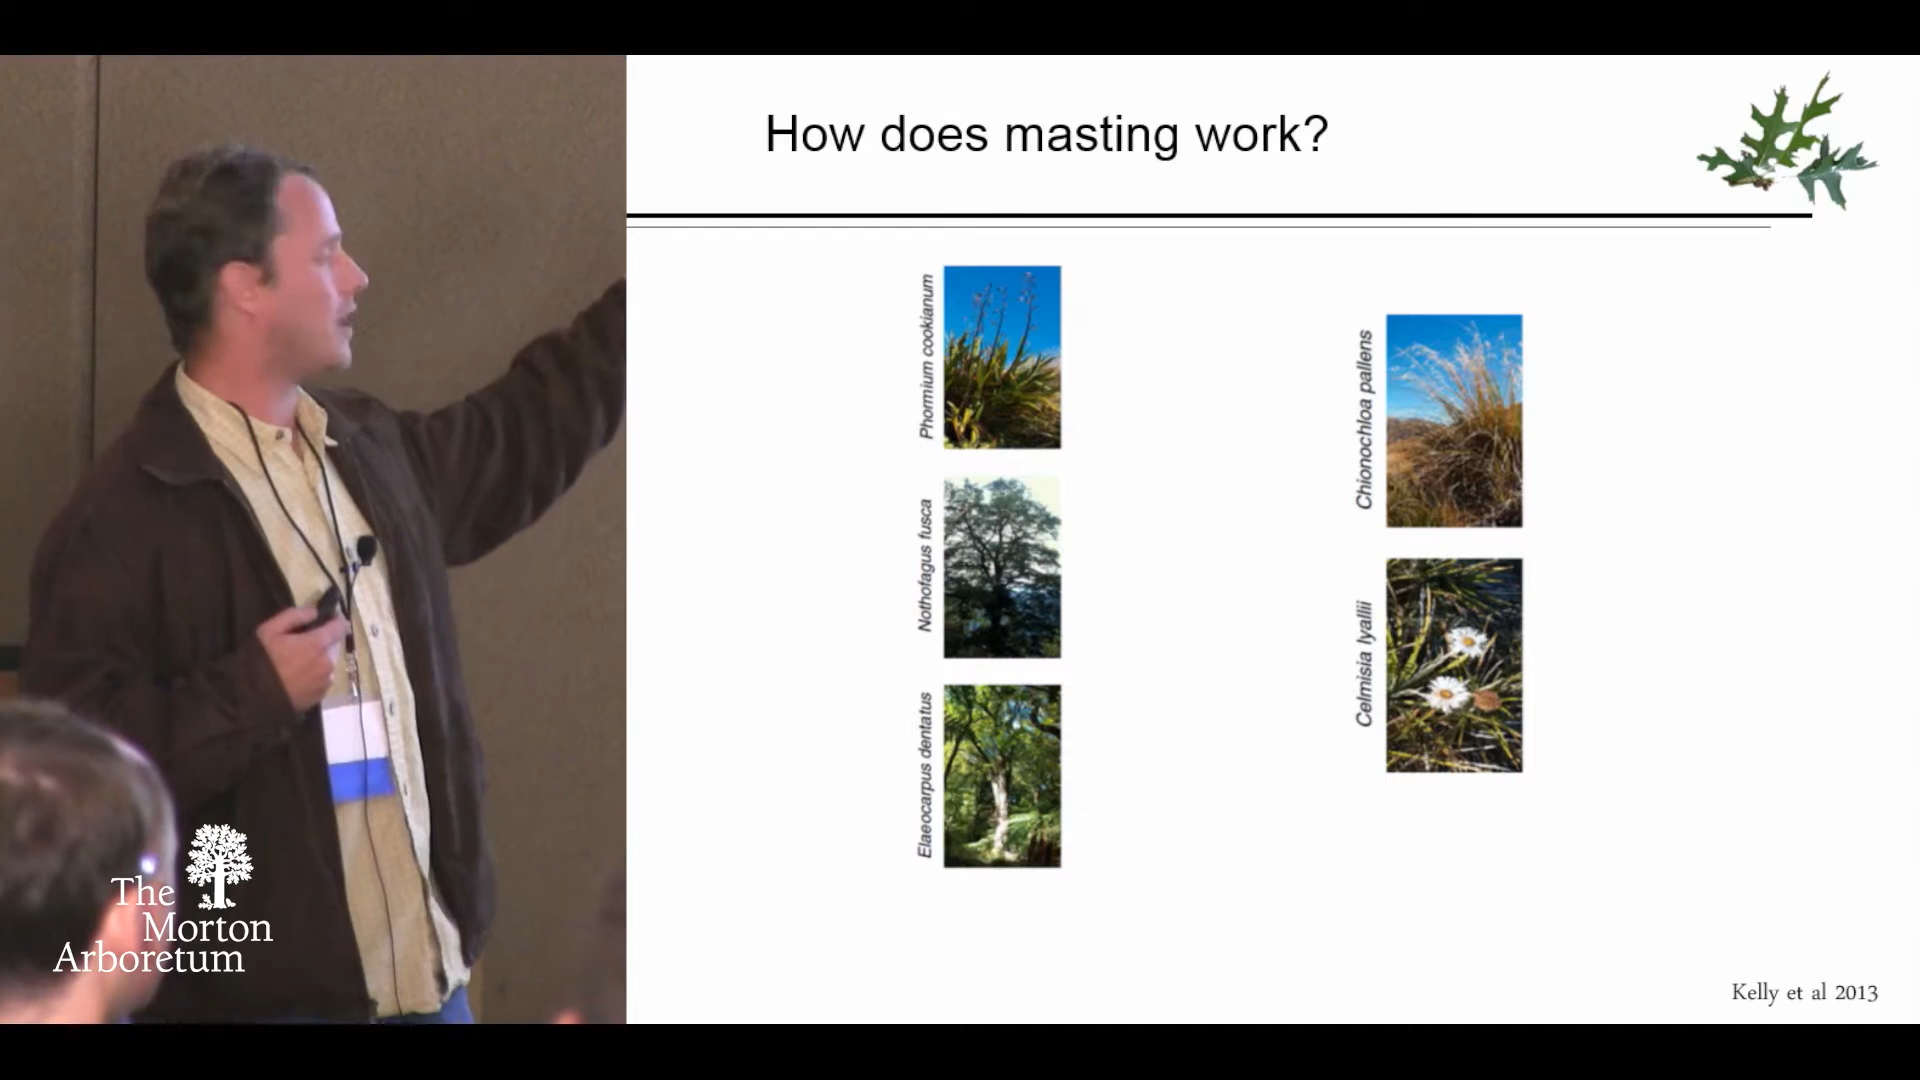 How does masting work?
Phormium cookianum
Nothofagus fusca
Elaeocarpus dentatus
Chionochloa pallens
Celmisia lyallii
Kelly et al 2013
The
Morton
Arboretum